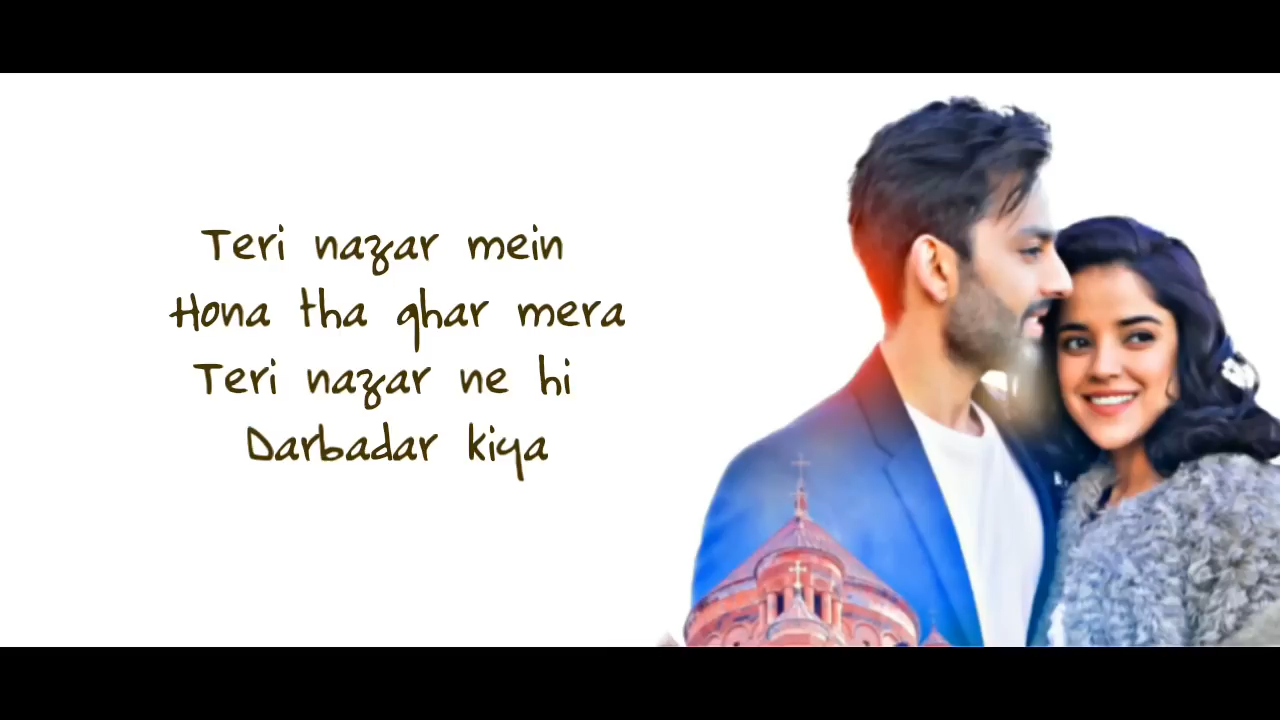 Teri nazar mein
Hona tha ghar mera
Teri nazar ne hi
Darbadar kiya